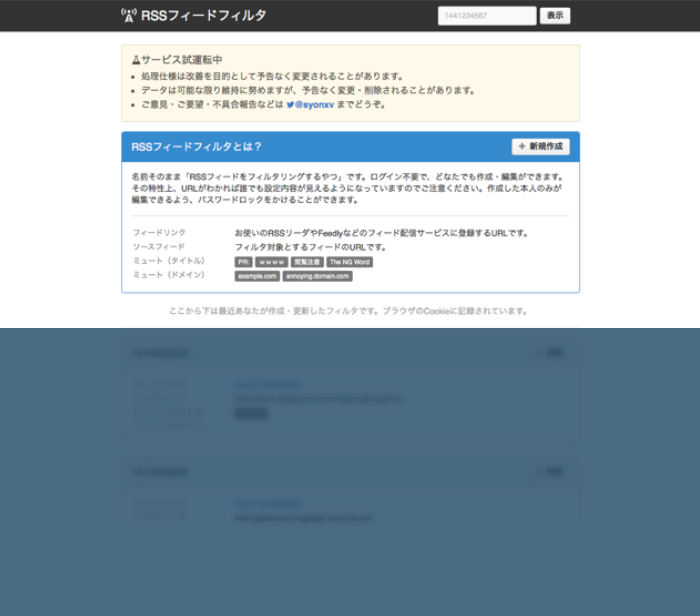 RSSフィードフィルタ
1441234567 表示
サービス試運転中
処理仕様は改善を目的として予告なく変更されることがあります。
データは可能な限り維持に努めますが、予告なく変更・削除されることがあります。
ご意見・ご要望・不具合報告などは @syonxv までどうぞ。
RSSフィードフィルタとは？ 新規作成
名前そのまま「RSSフィードをフィルタリングするやつ」です。ログイン不要で、どなたでも作成・編集ができます。
その特性上、URLがわかれば誰でも設定内容が見えるようになっていますのでご注意ください。作成した本人のみが
編集できるよう、パスワードロックをかけることができます。
フィードリンク お使いのRSSリーダやFeedlyなどのフィード配信サービスに登録するURLです。
ソースフィード フィルタ対象とするフィードのURLです。
ミュート（タイトル） PR: ｗｗｗｗ 閲覧注意 The NG Word
ミュート（ドメイン） example.com annoying.domain.com
ここから下は最近あなたが作成・更新したフィルタです。ブラウザのCookieに記録されています。